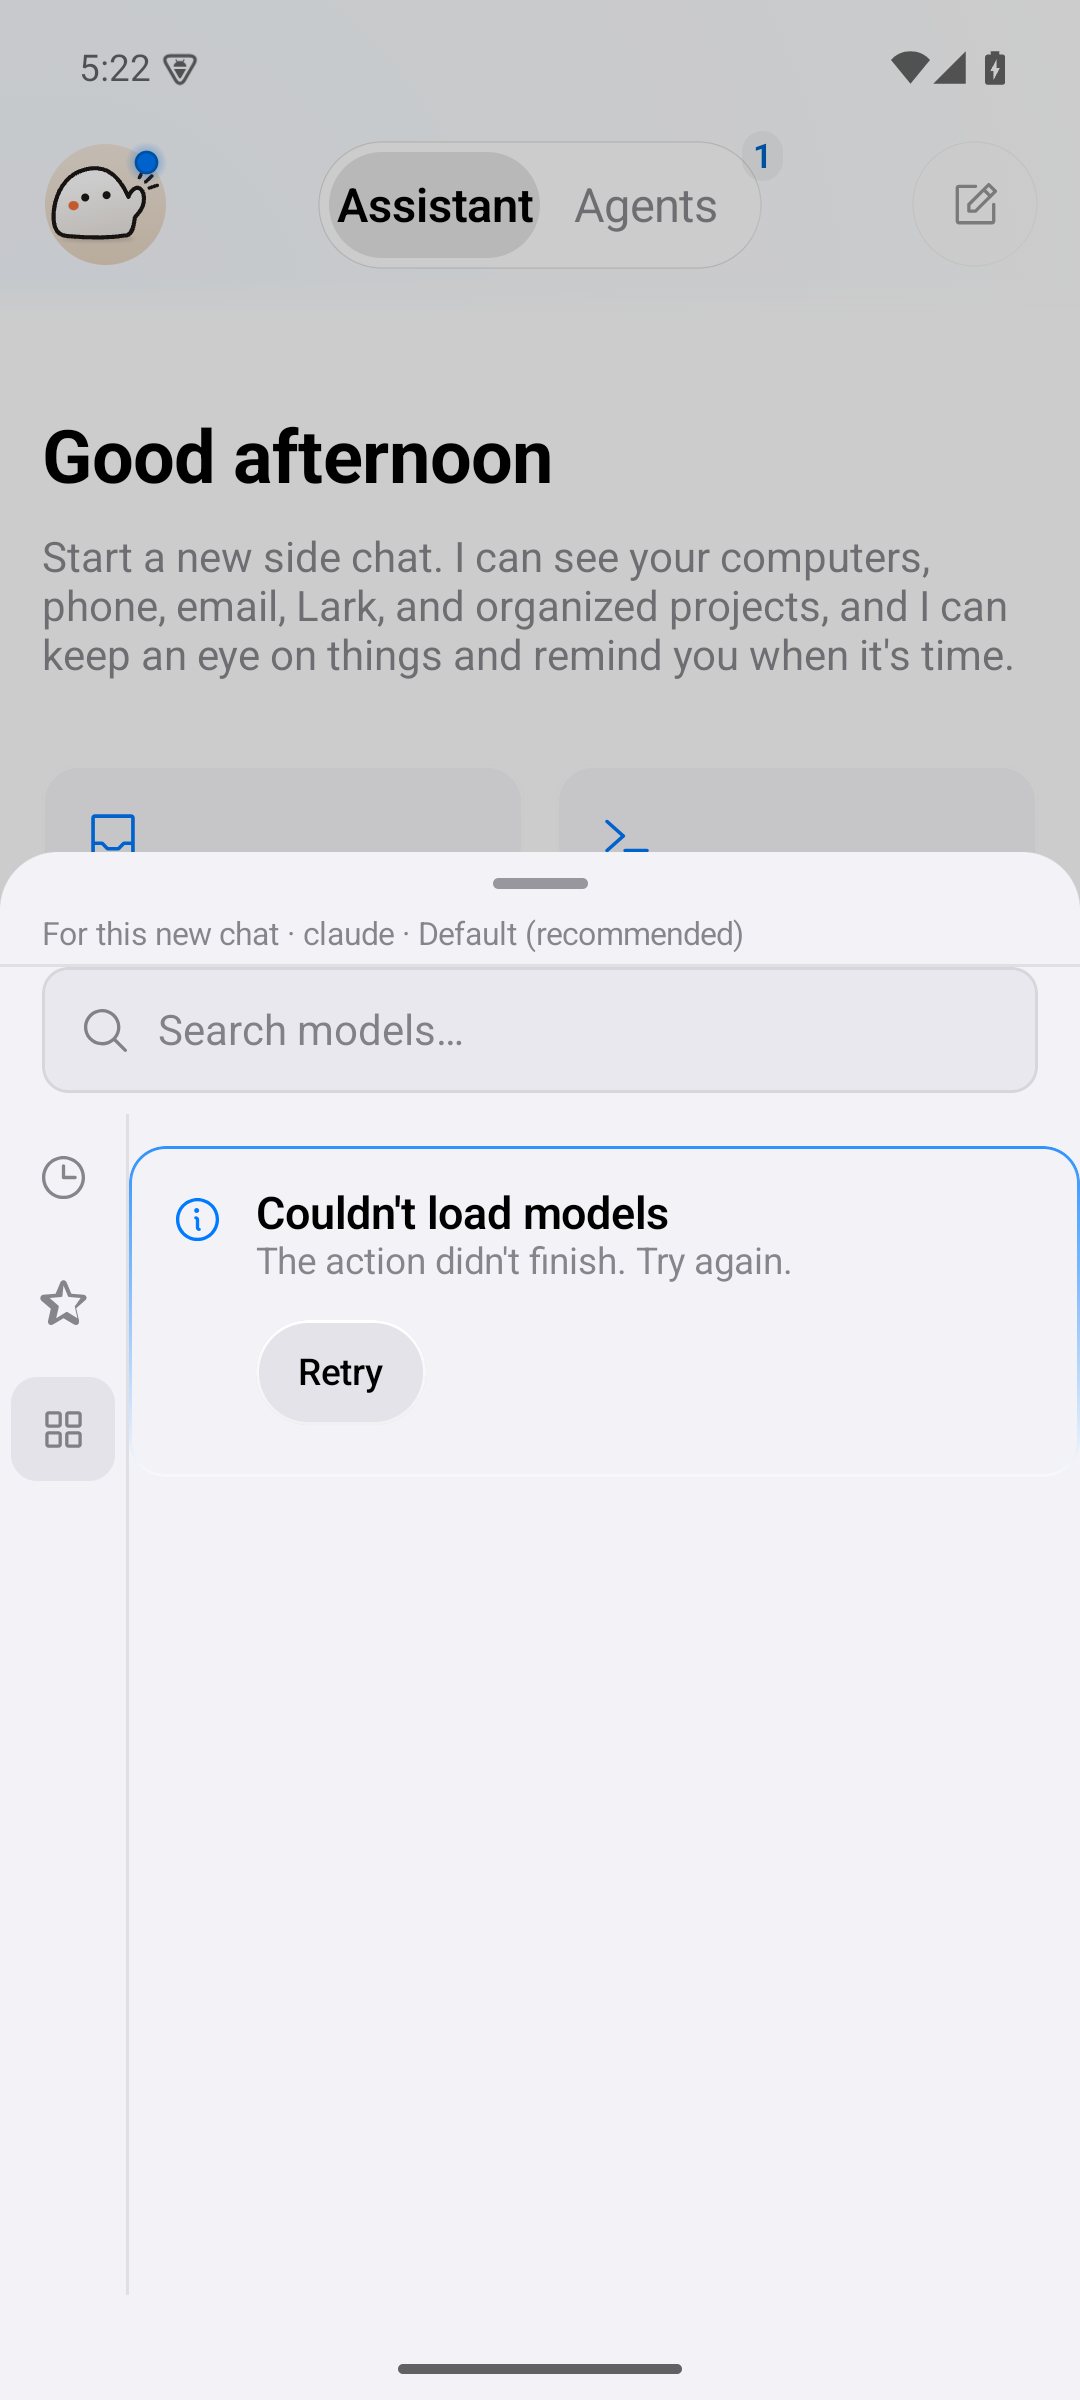 5:22
1
Assistant Agents
Good afternoon
Start a new side chat. I can see your computers,
phone, email, Lark, and organized projects, and I can
keep an eye on things and remind you when it's time.
For this new chat · claude · Default (recommended)
Search models…
Couldn't load models
The action didn't finish. Try again.
Retry